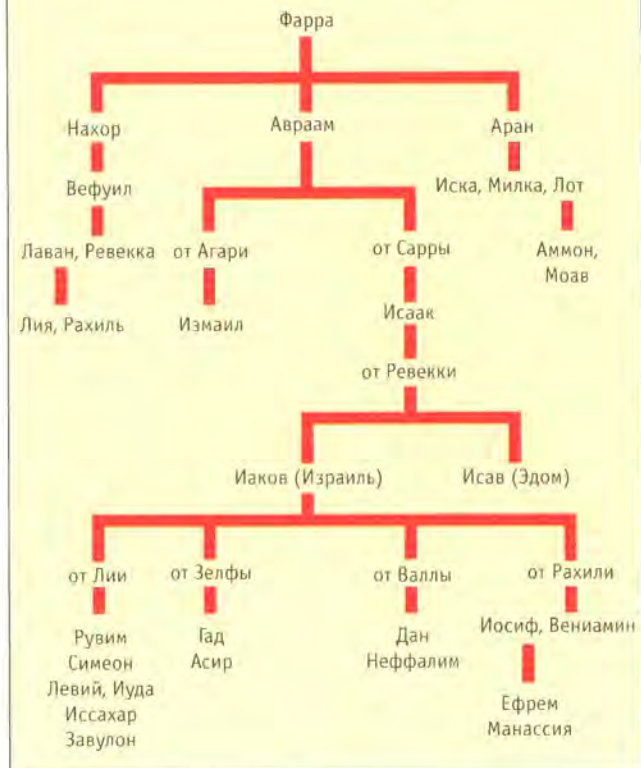 Фарра
Нахор
Авраам
Аран
Вефуил
Иска, Милка, Лот
Лаван, Ревекка
от Агари
от Сарры
Аммон,
Моав
Лия, Рахиль
Измаил
Исаак
от Ревекки
Иаков (Израиль)
Исав (Эдом)
от Лии
от Зелфы
от Валлы
от Рахили
Рувим
Симеон
Левий, Иуда
Иссахар
Завулон
Гад
Асир
Дан
Неффалим
Иосиф, Вениамин
Ефрем
Манассия